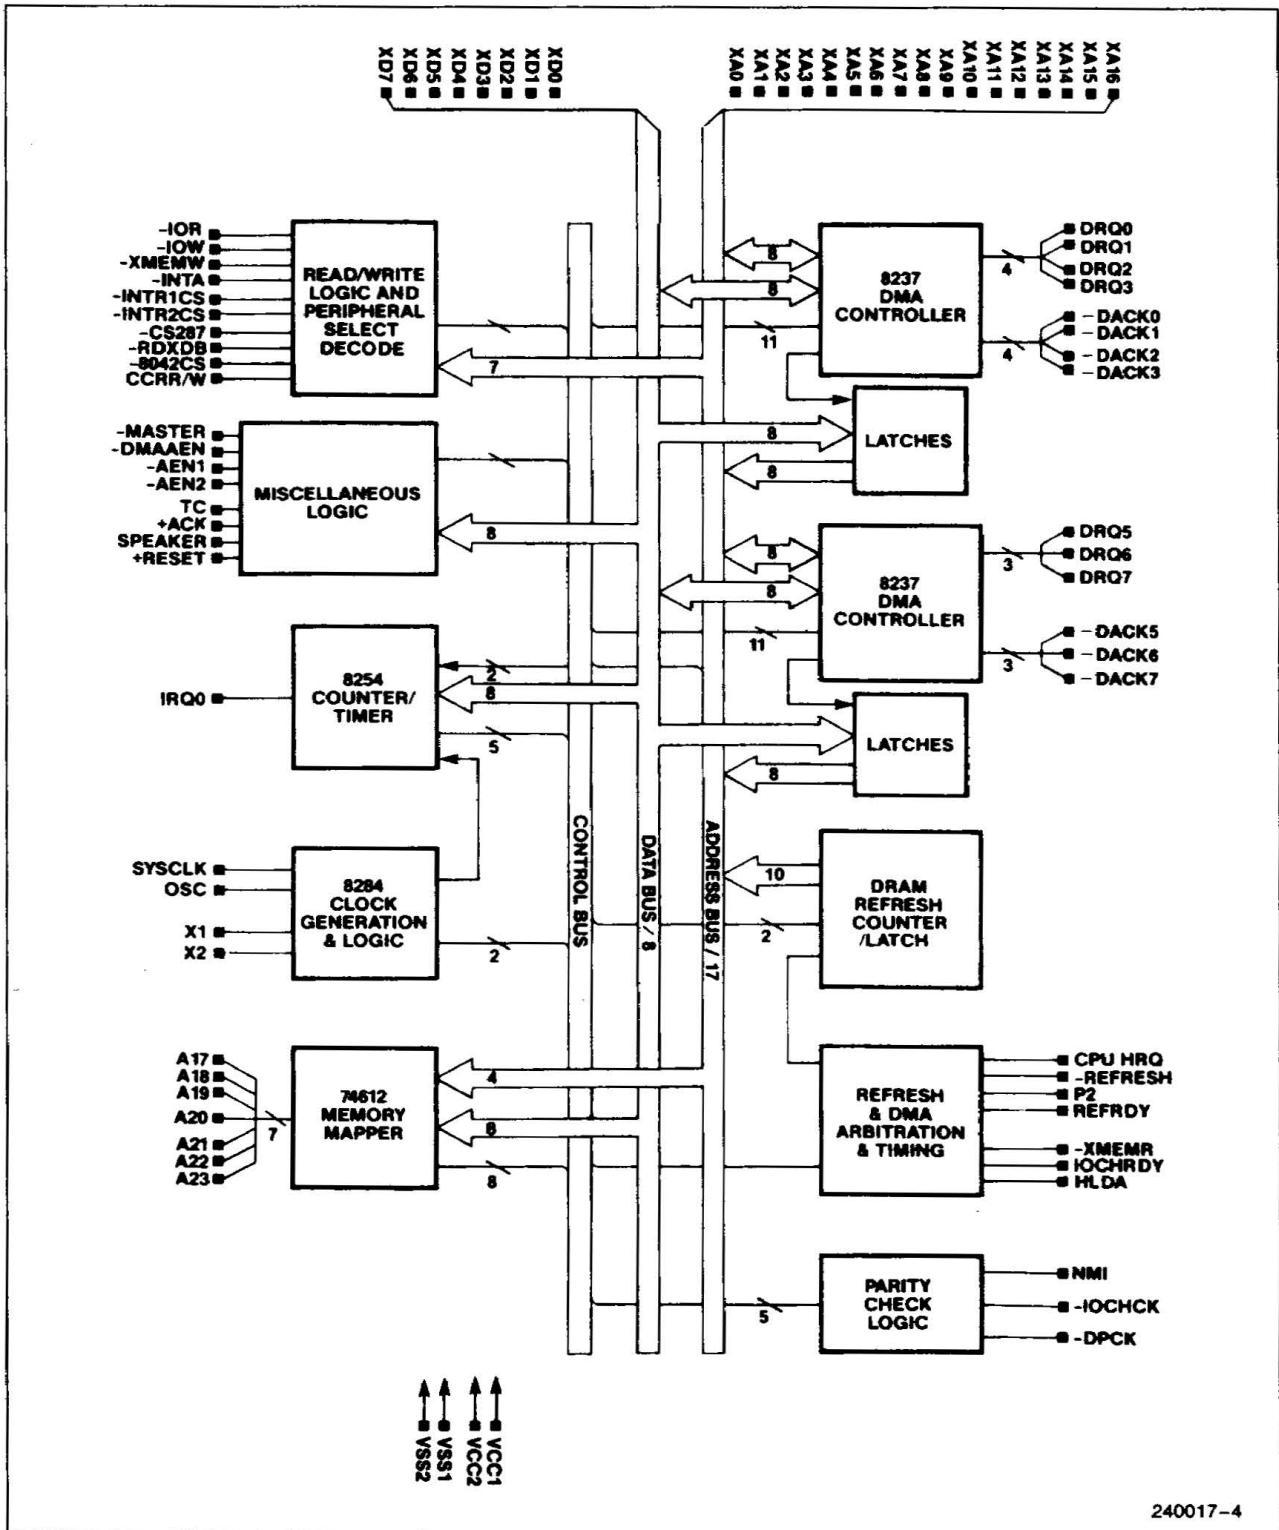 XD7
XD6
XD5
XD4
XD3
XD2
XD1
XD0
XA0
XA1
XA2
XA3
XA4
XA5
XA6
XA7
XA8
XA9
XA10
XA11
XA12
XA13
XA14
XA15
XA16
-IOR
-IOW
-XMEMW
-INTA
-INTR1CS
-INTR2CS
-CS287
-RDXDB
-8042CS
CCRR/W
READ/WRITE
LOGIC AND
PERIPHERAL
SELECT
DECODE
7
8
8
11
8237
DMA
CONTROLLER
4
4
DRQ0
DRQ1
DRQ2
DRQ3
-DACK0
-DACK1
-DACK2
-DACK3
8
8
LATCHES
-MASTER
-DMAAEN
-AEN1
-AEN2
TC
+ACK
SPEAKER
+RESET
MISCELLANEOUS
LOGIC
8
8
8
11
8237
DMA
CONTROLLER
3
3
DRQ5
DRQ6
DRQ7
-DACK5
-DACK6
-DACK7
IRQ0
8254
COUNTER/
TIMER
2
8
5
8
LATCHES
CONTROL BUS
DATA BUS / 8
ADDRESS BUS / 17
SYSCLK
OSC
X1
X2
8284
CLOCK
GENERATION
& LOGIC
2
10
2
DRAM
REFRESH
COUNTER
/LATCH
A17
A18
A19
A20
A21
A22
A23
7
74612
MEMORY
MAPPER
4
8
8
REFRESH
& DMA
ARBITRATION
& TIMING
CPU HRQ
-REFRESH
P2
REFRDY
-XMEMR
IOCHRDY
HLDA
5
PARITY
CHECK
LOGIC
NMI
-IOCHCK
-DPCK
VSS2
VSS1
VCC2
VCC1
240017-4